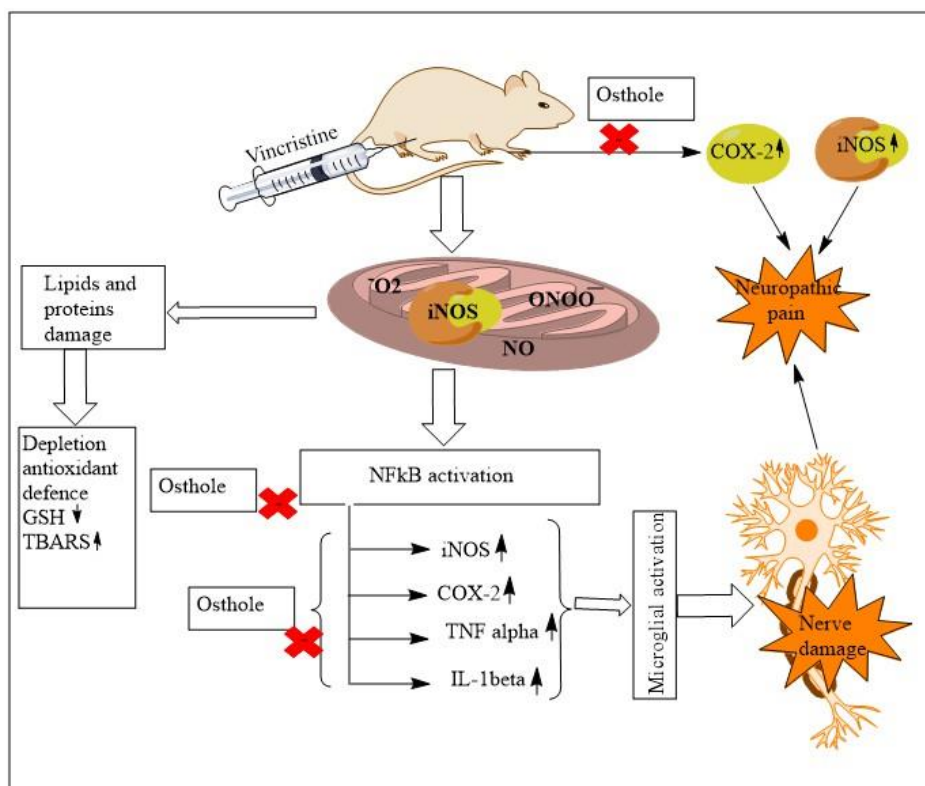 Osthole
Vincristine
COX-2
iNOS
Lipids and
proteins
damage
-O2
ONOO−
iNOS
NO
Neuropathic
pain
Depletion
antioxidant
defence
GSH
TBARS
Osthole
NFkB activation
iNOS
COX-2
Osthole
TNF alpha
IL-1beta
Microglial activation
Nerve
damage